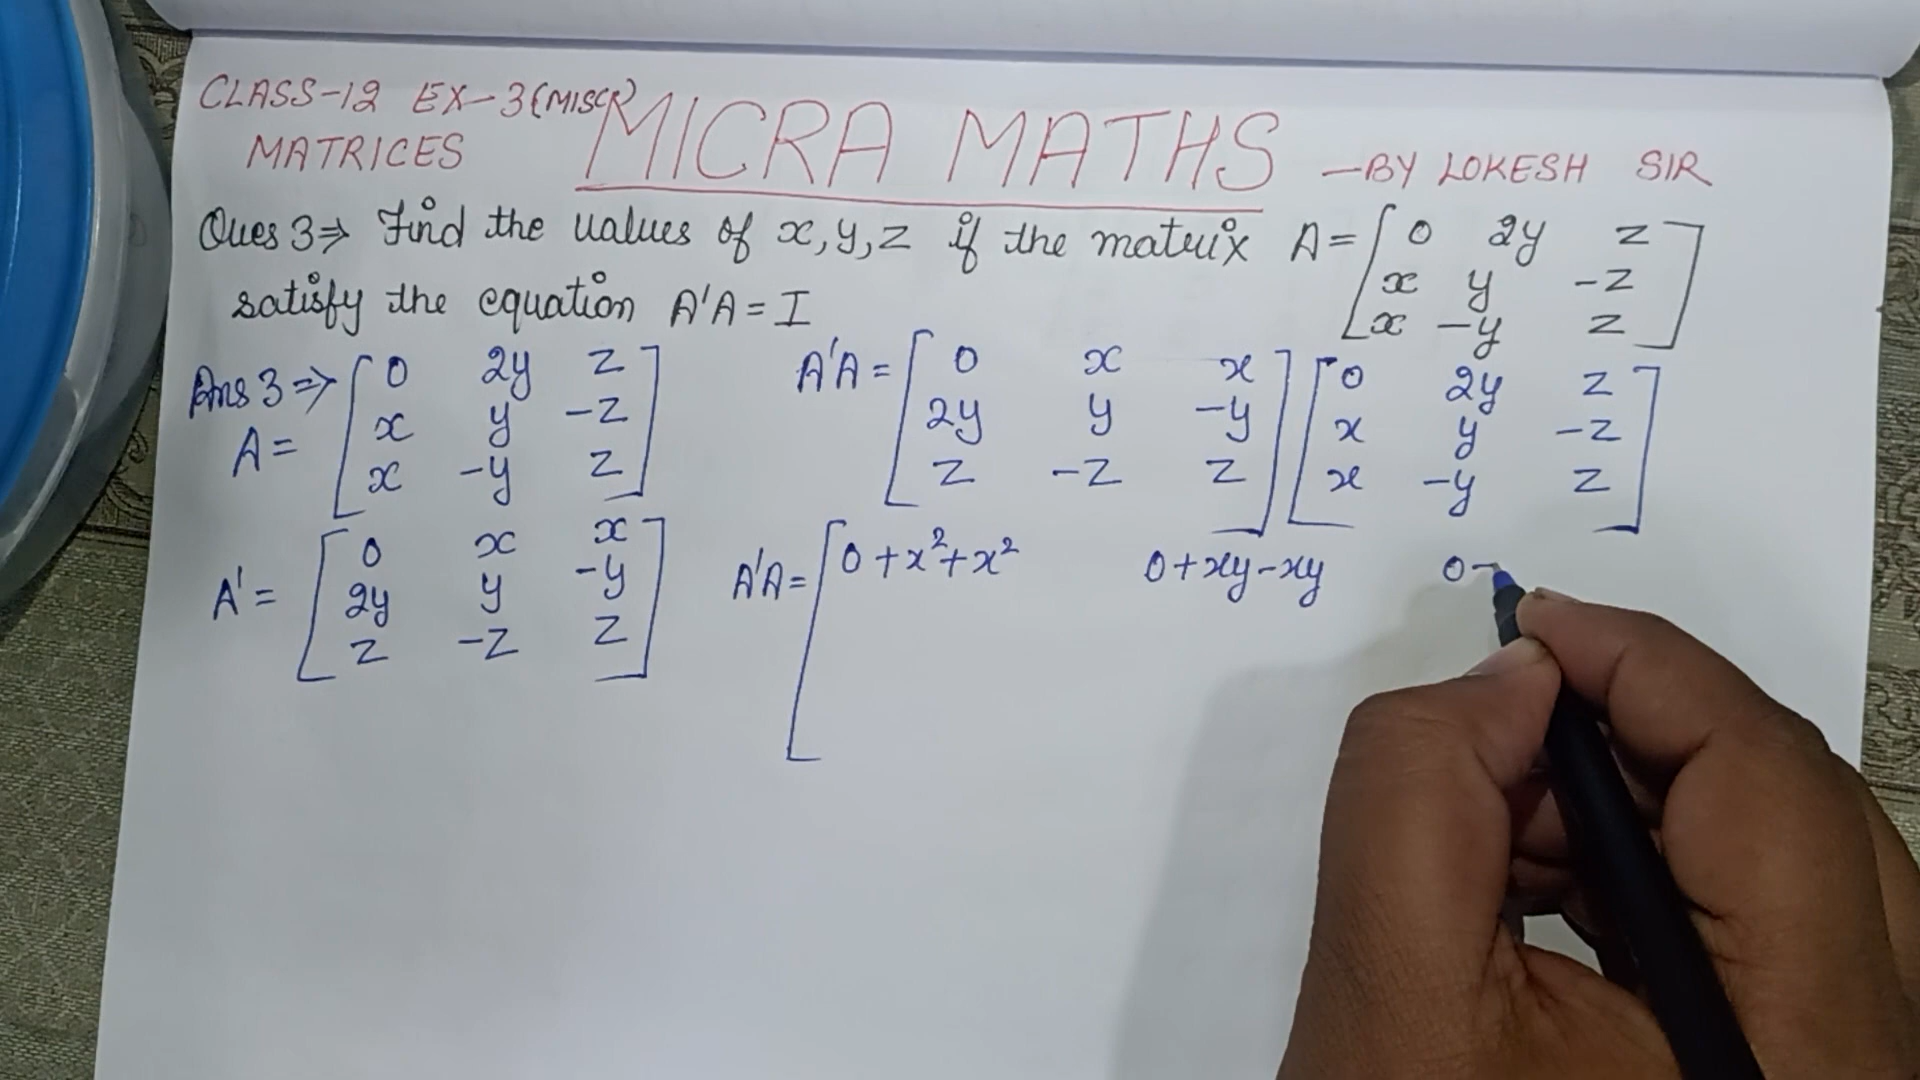 CLASS-12 EX-3(MISC)
MATRICES
MICRA MATHS
-BY LOKESH SIR
Ques 3⇒ Find the values of x, y, z if the matrix A = [0 2y z
x y -z
x -y z]
satisfy the equation A'A = I
Ans 3⇒
A = [0 2y z
x y -z
x -y z]
A' = [0 x x
2y y -y
z -z z]
A'A = [0 x x
2y y -y
z -z z] [0 2y z
x y -z
x -y z]
A'A = [0 + x² + x² 0 + xy - xy 0 -